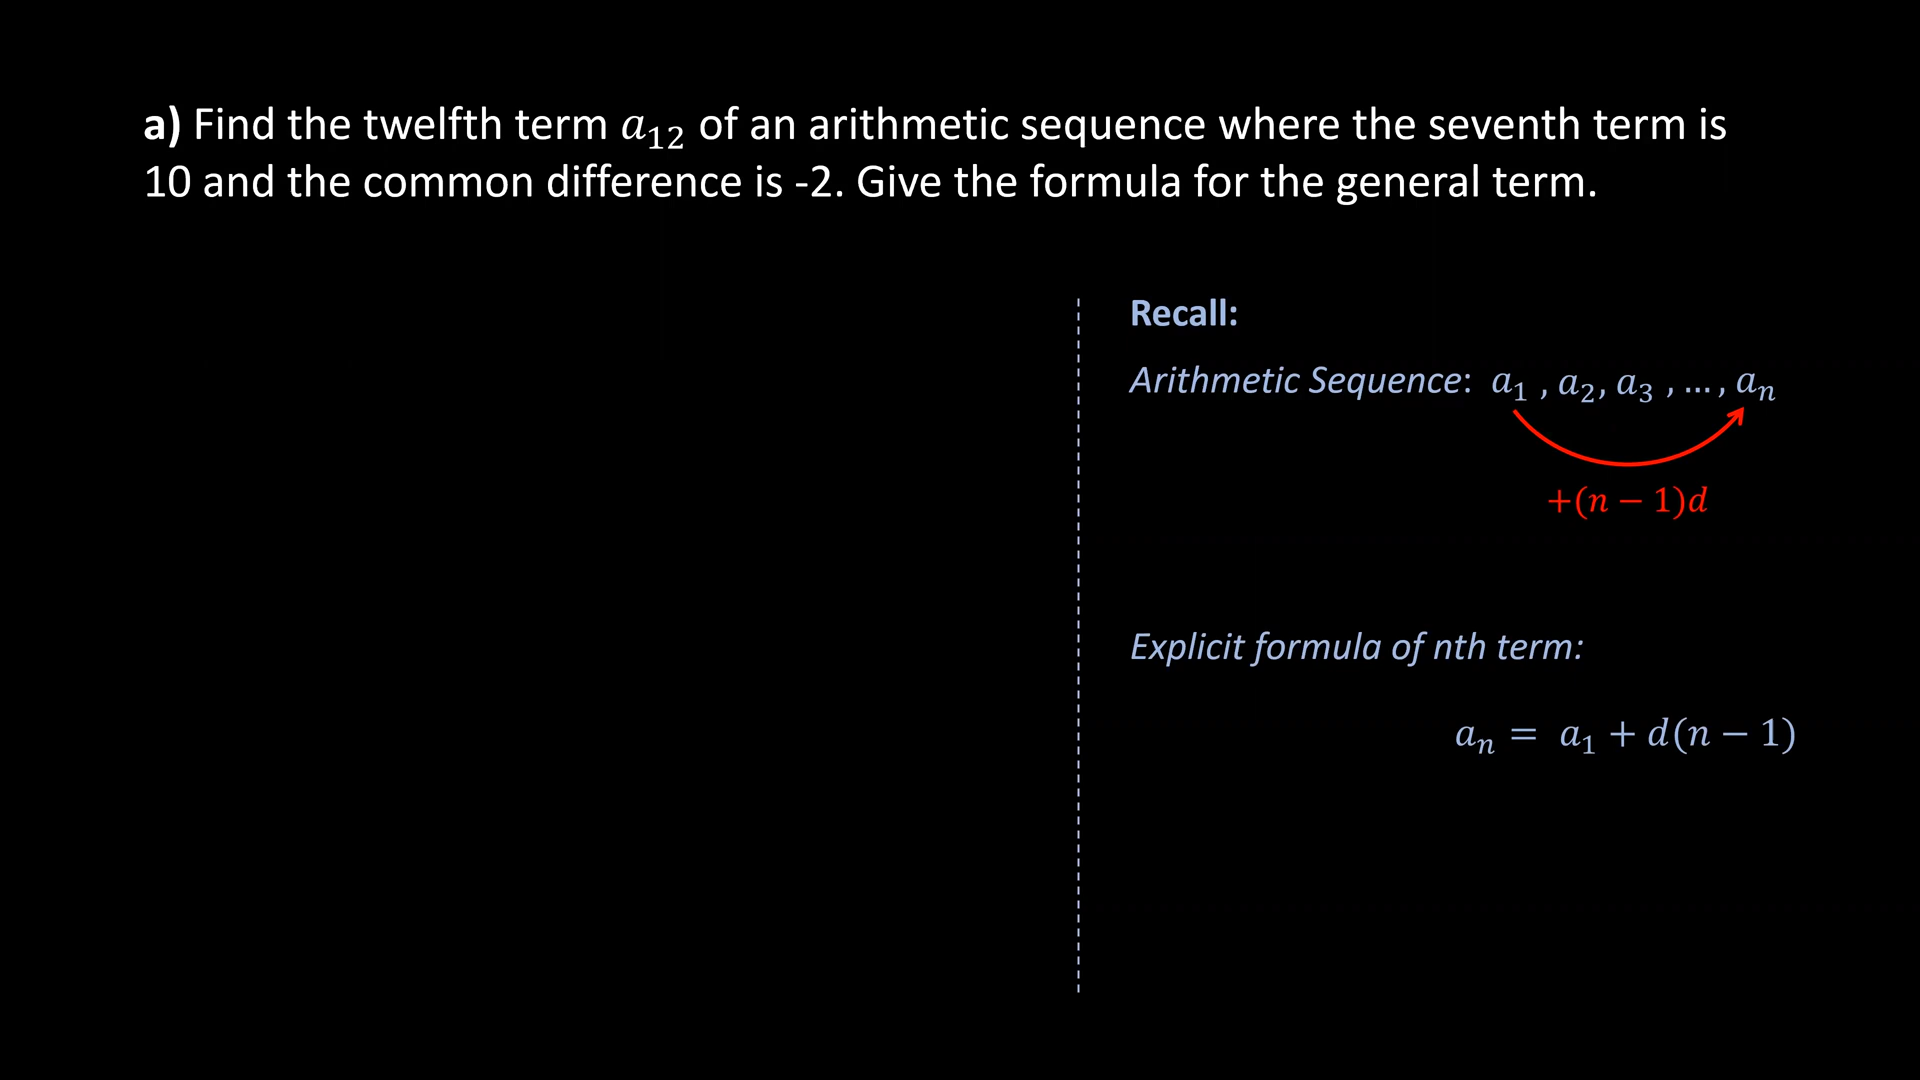 a) Find the twelfth term a₁₂ of an arithmetic sequence where the seventh term is
10 and the common difference is -2. Give the formula for the general term.
Recall:
Arithmetic Sequence: a₁ , a₂, a₃ , … , aₙ
+(n − 1)d
Explicit formula of nth term:
aₙ = a₁ + d(n − 1)